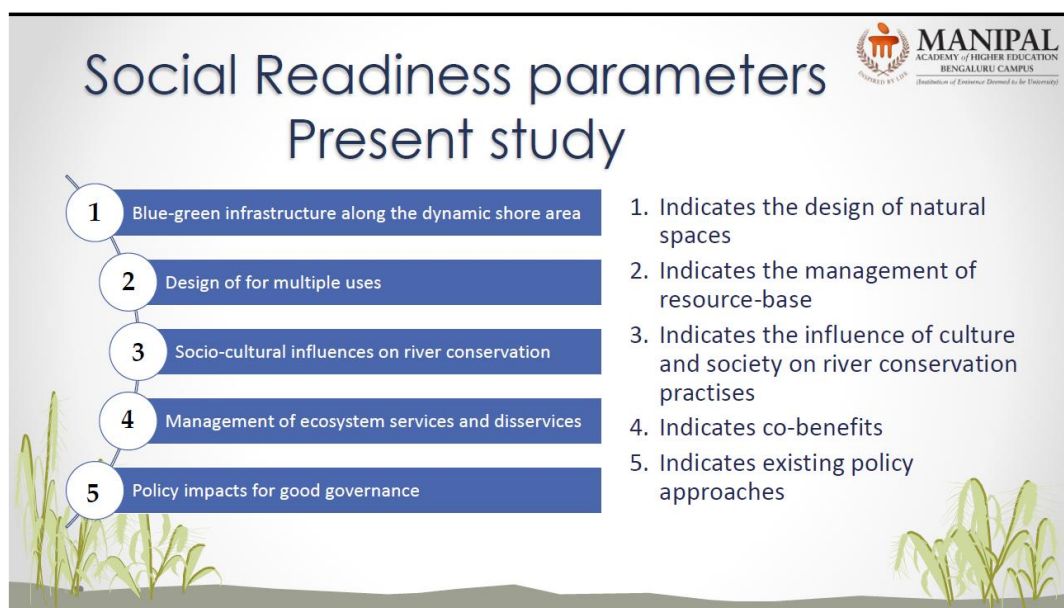 Social Readiness parameters
Present study
MANIPAL
ACADEMY of HIGHER EDUCATION
BENGALURU CAMPUS
(Institution of Eminence Deemed to be University)
INSPIRED BY LIFE
1 Blue-green infrastructure along the dynamic shore area
2 Design of for multiple uses
3 Socio-cultural influences on river conservation
4 Management of ecosystem services and disservices
5 Policy impacts for good governance
1. Indicates the design of natural
spaces
2. Indicates the management of
resource-base
3. Indicates the influence of culture
and society on river conservation
practises
4. Indicates co-benefits
5. Indicates existing policy
approaches